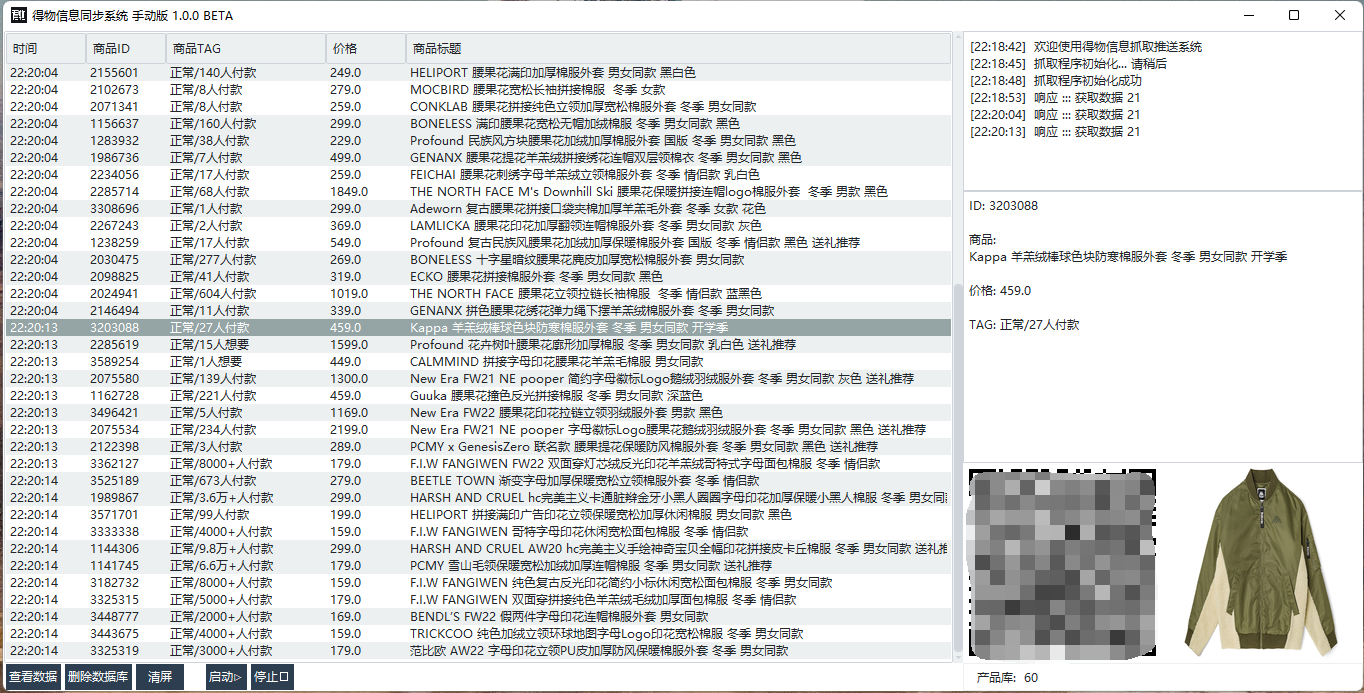 得物信息同步系统 手动版 1.0.0 BETA
时间 商品ID 商品TAG 价格 商品标题
22:20:04 2155601 正常/140人付款 249.0 HELIPORT 腰果花满印加厚棉服外套 男女同款 黑白色
22:20:04 2102673 正常/8人付款 279.0 MOCBIRD 腰果花宽松长袖拼接棉服 冬季 女款
22:20:04 2071341 正常/8人付款 259.0 CONKLAB 腰果花拼接纯色立领加厚宽松棉服外套 冬季 男女同款
22:20:04 1156637 正常/160人付款 299.0 BONELESS 满印腰果花宽松无帽加绒棉服 冬季 男女同款 黑色
22:20:04 1283932 正常/38人付款 229.0 Profound 民族风方块腰果花加绒加厚棉服外套 国版 冬季 男女同款 黑色
22:20:04 1986736 正常/7人付款 499.0 GENANX 腰果花提花羊羔绒拼接绣花连帽双层领棉衣 冬季 男女同款 黑色
22:20:04 2234056 正常/17人付款 259.0 FEICHAI 腰果花刺绣字母羊羔绒立领棉服外套 冬季 情侣款 乳白色
22:20:04 2285714 正常/68人付款 1849.0 THE NORTH FACE M's Downhill Ski 腰果花保暖拼接连帽logo棉服外套 冬季 男款 黑色
22:20:04 3308696 正常/1人付款 299.0 Adeworn 复古腰果花拼接口袋夹棉加厚羊羔毛外套 冬季 女款 花色
22:20:04 2267243 正常/2人付款 369.0 LAMLICKA 腰果花印花加厚翻领连帽棉服外套 冬季 男女同款 灰色
22:20:04 1238259 正常/17人付款 549.0 Profound 复古民族风腰果花加绒加厚保暖棉服外套 国版 冬季 情侣款 黑色 送礼推荐
22:20:04 2030475 正常/277人付款 269.0 BONELESS 十字星暗纹腰果花麂皮加厚宽松棉服外套 冬季 男女同款
22:20:04 2098825 正常/41人付款 319.0 ECKO 腰果花拼接棉服外套 冬季 男女同款 黑色
22:20:04 2024941 正常/604人付款 1019.0 THE NORTH FACE 腰果花立领拉链长袖棉服 冬季 情侣款 蓝黑色
22:20:04 2146494 正常/11人付款 339.0 GENANX 拼色腰果花绣花弹力绳下摆羊羔绒棉服外套 冬季 男女同款
22:20:13 3203088 正常/27人付款 459.0 Kappa 羊羔绒棒球色块防寒棉服外套 冬季 男女同款 开学季
22:20:13 2285619 正常/15人想要 1599.0 Profound 花卉树叶腰果花廓形加厚棉服 冬季 男女同款 乳白色 送礼推荐
22:20:13 3589254 正常/1人想要 449.0 CALMMIND 拼接字母印花腰果花羊羔毛棉服 男女同款
22:20:13 2075580 正常/139人付款 1300.0 New Era FW21 NE pooper 简约字母徽标Logo鹅绒羽绒服外套 冬季 男女同款 灰色 送礼推荐
22:20:13 1162728 正常/221人付款 459.0 Guuka 腰果花撞色反光拼接棉服 冬季 男女同款 深蓝色
22:20:13 3496421 正常/5人付款 1169.0 New Era FW22 腰果花印花拉链立领羽绒服外套 男款 黑色
22:20:13 2075534 正常/234人付款 2199.0 New Era FW21 NE pooper 字母徽标Logo腰果花鹅绒羽绒服外套 冬季 男女同款 黑色 送礼推荐
22:20:13 2122398 正常/3人付款 289.0 PCMY x GenesisZero 联名款 腰果提花保暖防风棉服外套 冬季 男女同款 黑色 送礼推荐
22:20:13 3362127 正常/8000+人付款 179.0 F.I.W FANGIWEN FW22 双面穿灯芯绒反光印花羊羔绒哥特式字母面包棉服 冬季 情侣款
22:20:14 3525189 正常/673人付款 279.0 BEETLE TOWN 渐变字母加厚保暖宽松立领棉服外套 冬季 情侣款
22:20:14 1989867 正常/3.6万+人付款 299.0 HARSH AND CRUEL hc完美主义卡通脏辫金牙小黑人圈圈字母印花加厚保暖小黑人棉服 冬季 男女同
22:20:14 3571701 正常/99人付款 199.0 HELIPORT 拼接满印广告印花立领保暖宽松加厚休闲棉服 男女同款 黑色
22:20:14 3333338 正常/4000+人付款 159.0 F.I.W FANGIWEN 哥特字母印花休闲宽松面包棉服 冬季 情侣款
22:20:14 1144306 正常/9.8万+人付款 299.0 HARSH AND CRUEL AW20 hc完美主义手绘神奇宝贝全幅印花拼接皮卡丘棉服 冬季 男女同款 送礼推
22:20:14 1141745 正常/6.6万+人付款 179.0 PCMY 雪山毛领保暖宽松加绒加厚连帽棉服 冬季 男女同款 送礼推荐
22:20:14 3182732 正常/8000+人付款 159.0 F.I.W FANGIWEN 纯色复古反光印花简约小标休闲宽松面包棉服 冬季 男女同款
22:20:14 3325315 正常/5000+人付款 179.0 F.I.W FANGIWEN 双面穿拼接纯色羊羔绒毛绒加厚面包棉服 冬季 情侣款
22:20:14 3448777 正常/2000+人付款 169.0 BENDL'S FW22 假两件字母印花连帽棉服外套 男女同款
22:20:14 3443675 正常/4000+人付款 159.0 TRICKCOO 纯色加绒立领环球地图字母Logo印花宽松棉服 冬季 男女同款
22:20:14 3325319 正常/3000+人付款 179.0 范比欧 AW22 字母印花立领PU皮加厚防风保暖棉服外套 冬季 男女同款
查看数据 删除数据库 清屏 启动▷ 停止□
[22:18:42] 欢迎使用得物信息抓取推送系统
[22:18:45] 抓取程序初始化... 请稍后
[22:18:48] 抓取程序初始化成功
[22:18:53] 响应 ::: 获取数据 21
[22:20:04] 响应 ::: 获取数据 21
[22:20:13] 响应 ::: 获取数据 21
ID: 3203088
商品:
Kappa 羊羔绒棒球色块防寒棉服外套 冬季 男女同款 开学季
价格: 459.0
TAG: 正常/27人付款
产品库: 60